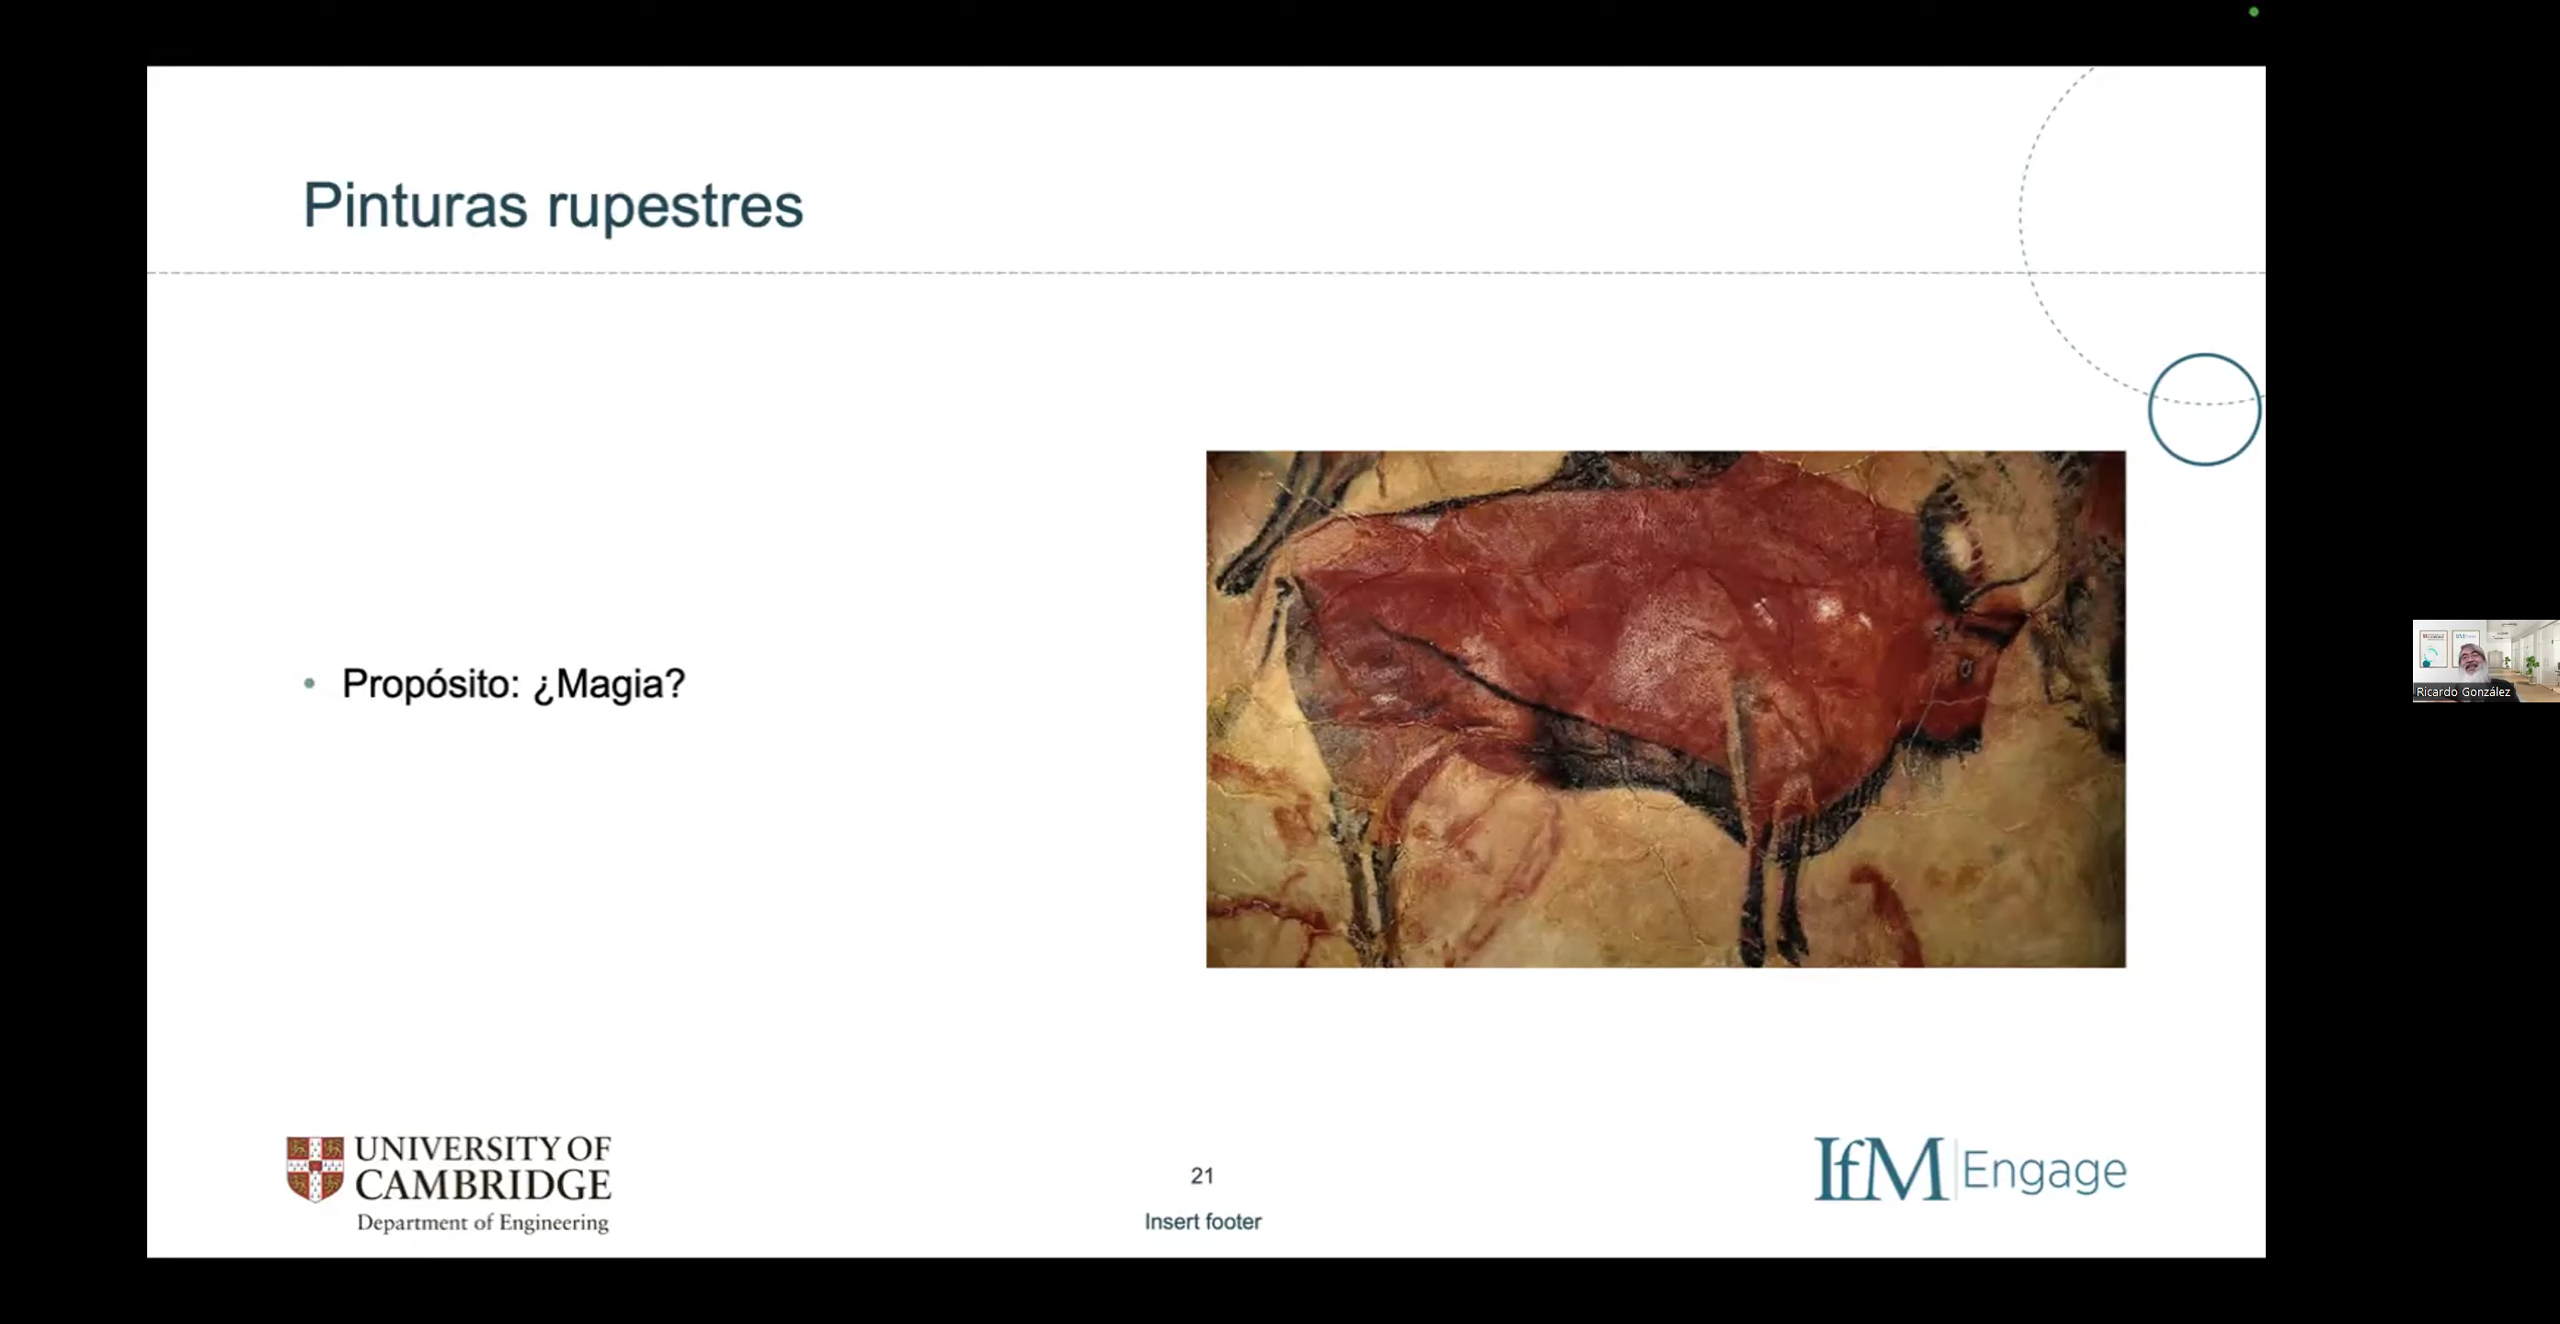 Pinturas rupestres
• Propósito: ¿Magia?
Ricardo González
UNIVERSITY OF
CAMBRIDGE
Department of Engineering
21
Insert footer
IfM | Engage